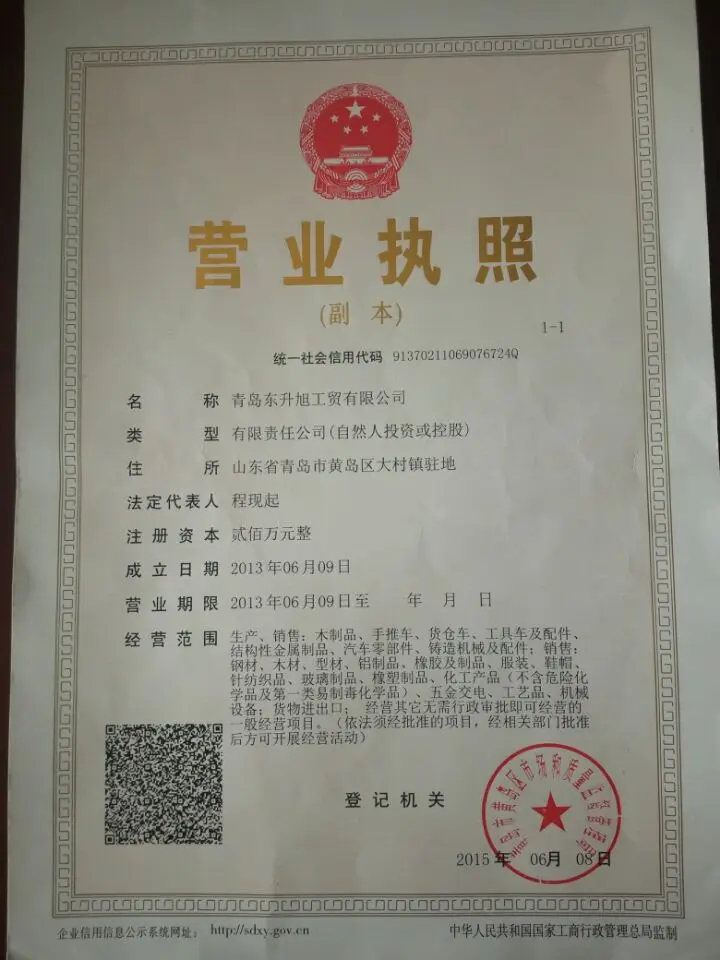 营业执照
(副 本)
1-1
统一社会信用代码 91370211069076724Q
名 称 青岛东升旭工贸有限公司
类 型 有限责任公司(自然人投资或控股)
住 所 山东省青岛市黄岛区大村镇驻地
法定代表人 程现起
注册资本 贰佰万元整
成立日期 2013年06月09日
营业期限 2013年06月09日至 年 月 日
经营范围 生产、销售：木制品、手推车、货仓车、工具车及配件、
结构性金属制品、汽车零部件、铸造机械及配件；销售：
钢材、木材、型材、铝制品、橡胶及制品、服装、鞋帽、
针纺织品、玻璃制品、橡塑制品、化工产品（不含危险化
学品及第一类易制毒化学品）、五金交电、工艺品、机械
设备；货物进出口； 经营其它无需行政审批即可经营的
一般经营项目。（依法须经批准的项目，经相关部门批准
后方可开展经营活动）
登记机关
青岛市黄岛区市场和质量监督管理局
2015年 06月 08日
企业信用信息公示系统网址： http://sdxy.gov.cn
中华人民共和国国家工商行政管理总局监制